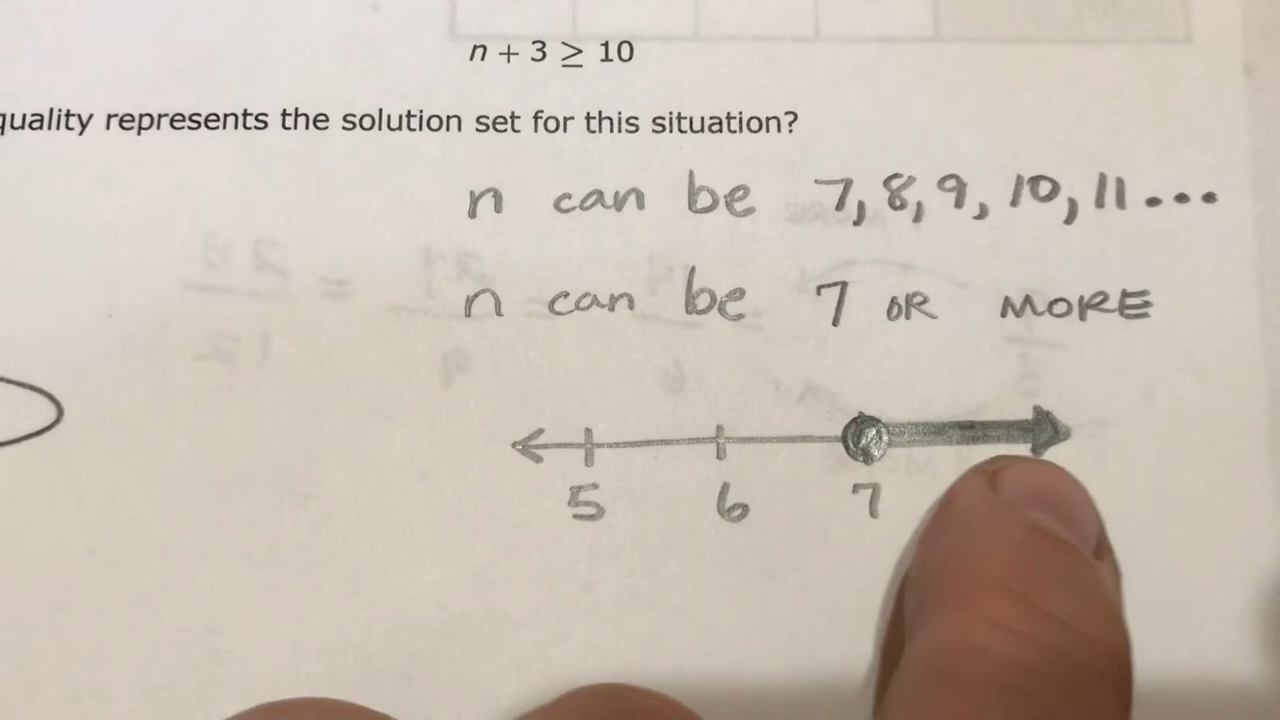 n + 3 ≥ 10
quality represents the solution set for this situation?
n can be 7, 8, 9, 10, 11...
n can be 7 OR MORE
5 6 7